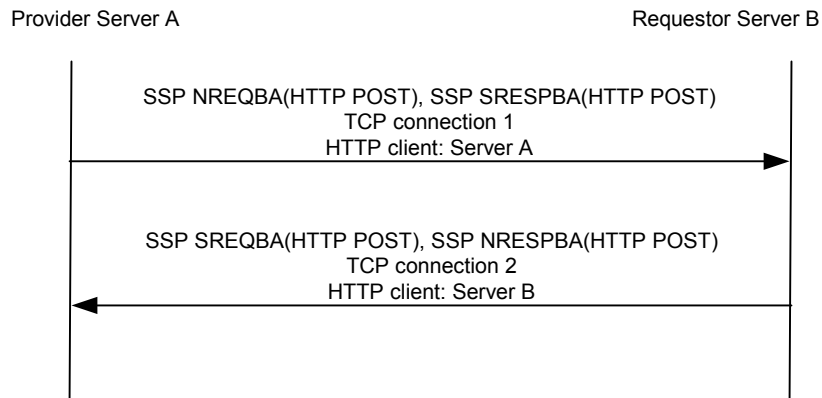 Provider Server A
Requestor Server B
SSP NREQBA(HTTP POST), SSP SRESPBA(HTTP POST)
TCP connection 1
HTTP client: Server A
SSP SREQBA(HTTP POST), SSP NRESPBA(HTTP POST)
TCP connection 2
HTTP client: Server B